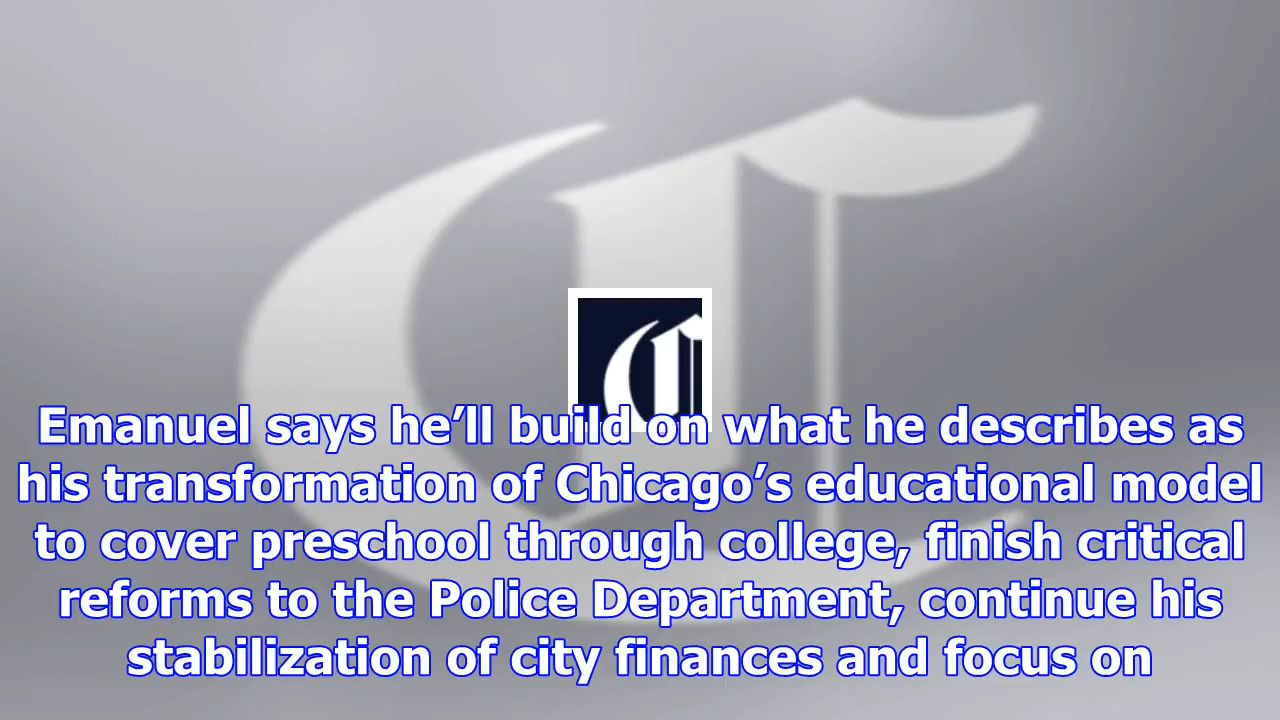 Emanuel says he’ll build on what he describes as
his transformation of Chicago’s educational model
to cover preschool through college, finish critical
reforms to the Police Department, continue his
stabilization of city finances and focus on